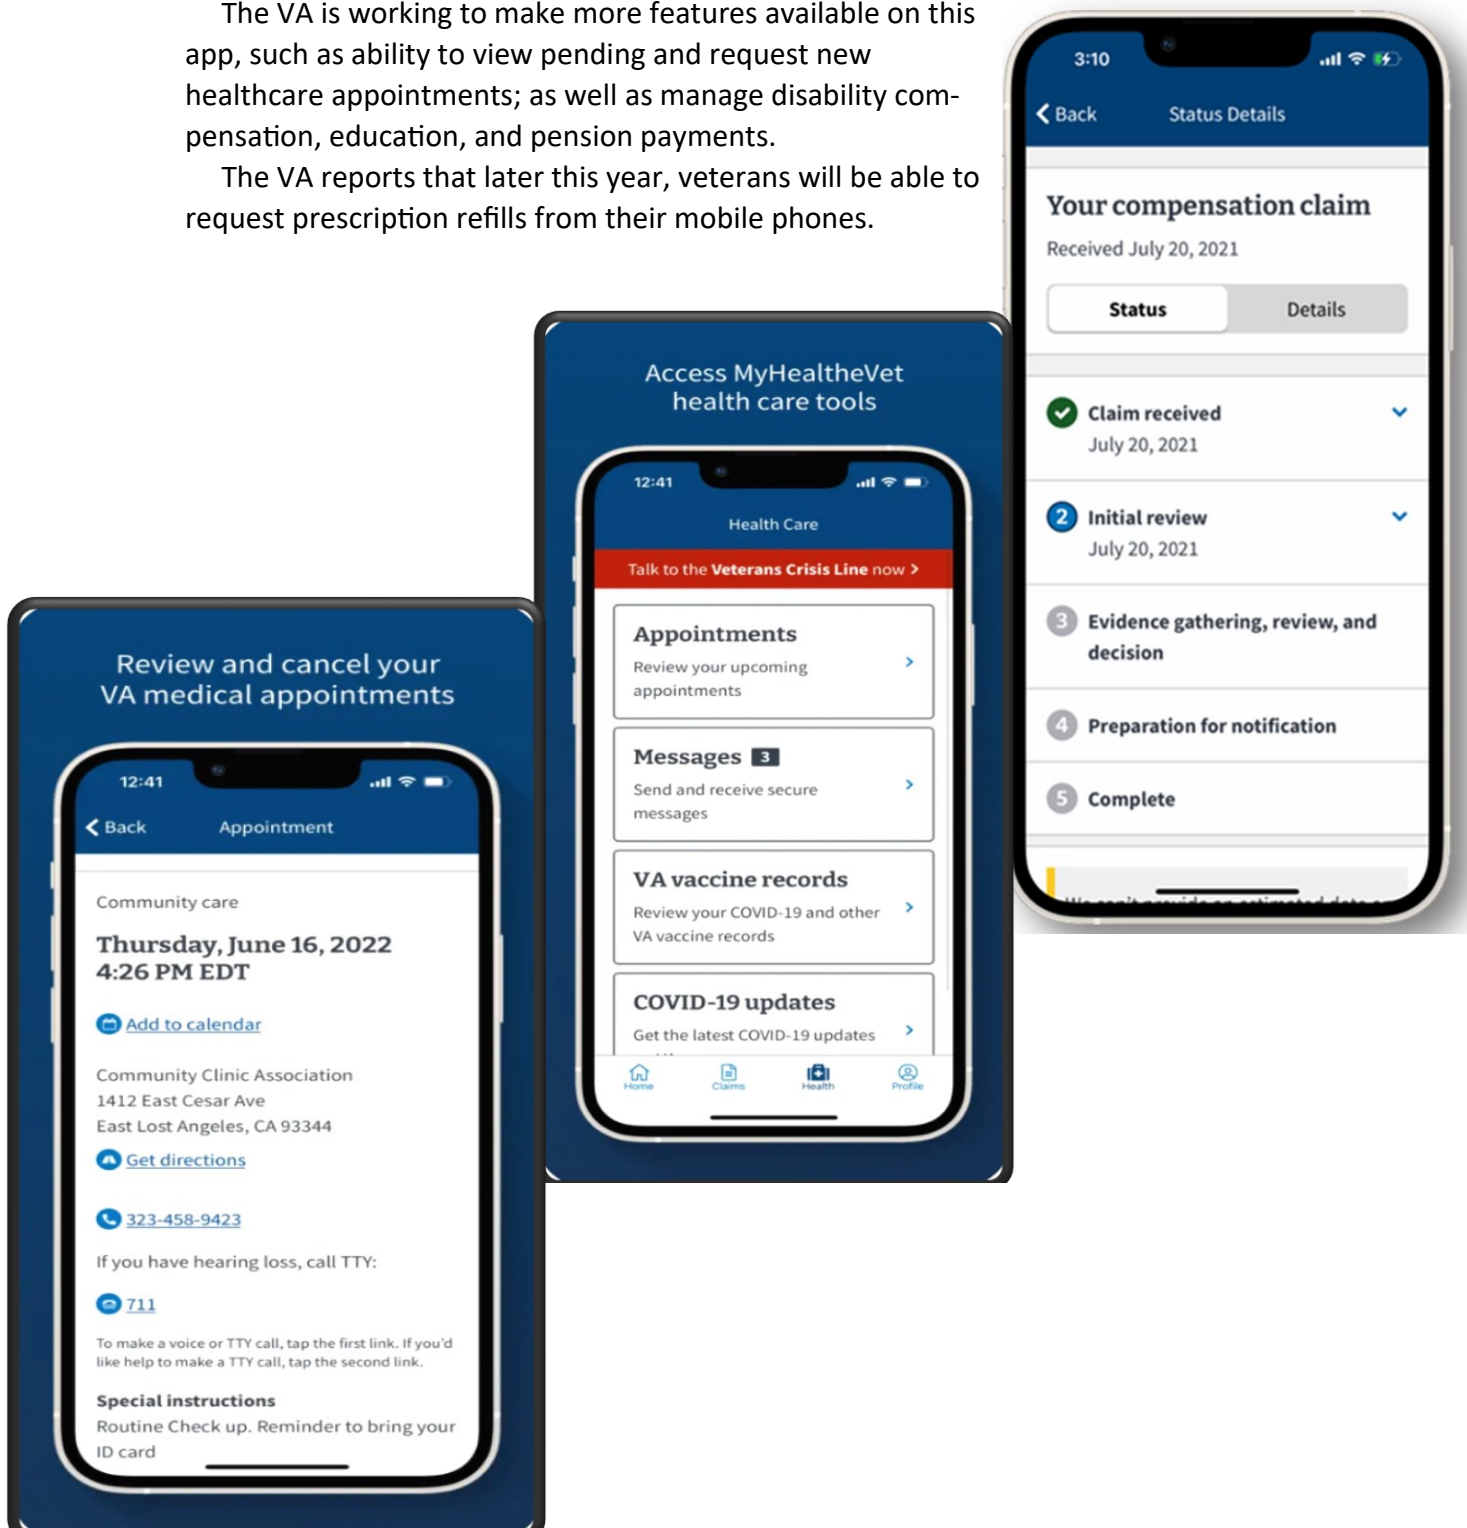 The VA is working to make more features available on this
app, such as ability to view pending and request new
healthcare appointments; as well as manage disability com-
pensation, education, and pension payments.
The VA reports that later this year, veterans will be able to
request prescription refills from their mobile phones.
3:10
Back Status Details
Your compensation claim
Received July 20, 2021
Status Details
Claim received
July 20, 2021
2 Initial review
July 20, 2021
3 Evidence gathering, review, and
decision
4 Preparation for notification
5 Complete
We can't provide an estimated date on
Access MyHealtheVet
health care tools
12:41
Health Care
Talk to the Veterans Crisis Line now
Appointments
Review your upcoming
appointments
Messages 3
Send and receive secure
messages
VA vaccine records
Review your COVID-19 and other
VA vaccine records
COVID-19 updates
Get the latest COVID-19 updates
Home Claims Health Profile
Review and cancel your
VA medical appointments
12:41
Back Appointment
Community care
Thursday, June 16, 2022
4:26 PM EDT
Add to calendar
Community Clinic Association
1412 East Cesar Ave
East Lost Angeles, CA 93344
Get directions
323-458-9423
If you have hearing loss, call TTY:
711
To make a voice or TTY call, tap the first link. If you'd
like help to make a TTY call, tap the second link.
Special instructions
Routine Check up. Reminder to bring your
ID card